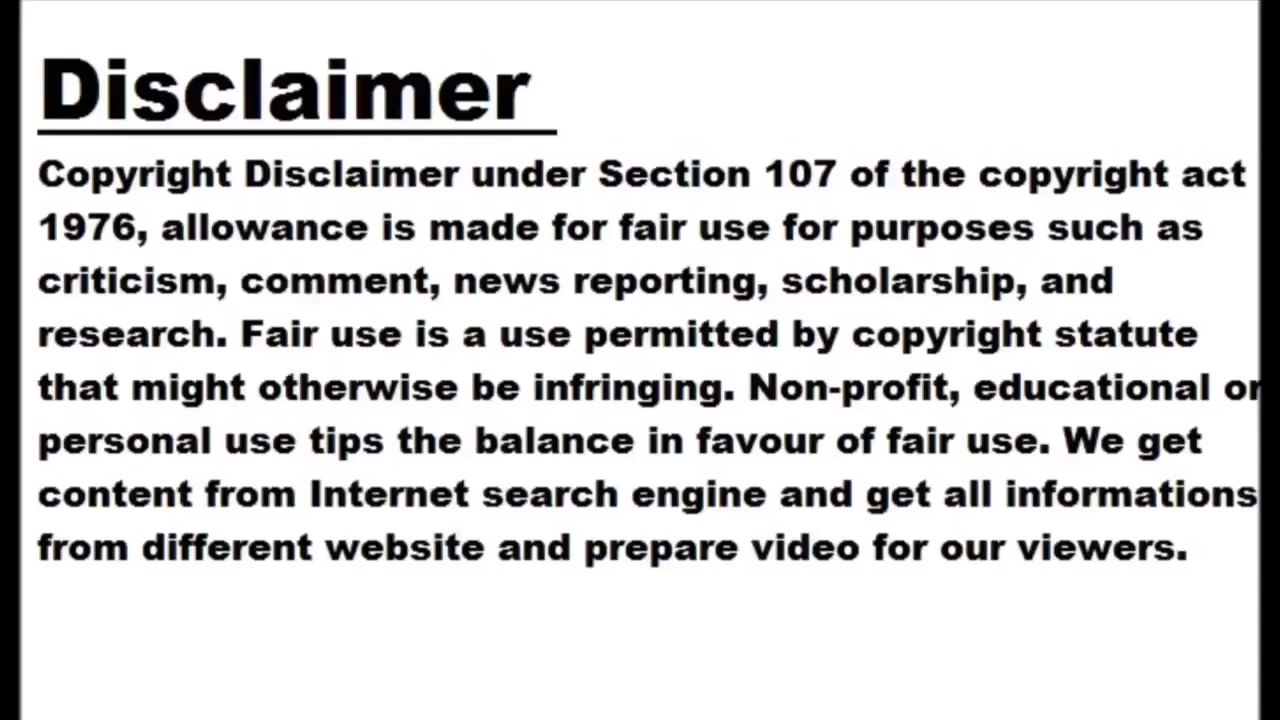 Disclaimer
Copyright Disclaimer under Section 107 of the copyright act
1976, allowance is made for fair use for purposes such as
criticism, comment, news reporting, scholarship, and
research. Fair use is a use permitted by copyright statute
that might otherwise be infringing. Non-profit, educational or
personal use tips the balance in favour of fair use. We get
content from Internet search engine and get all informations
from different website and prepare video for our viewers.